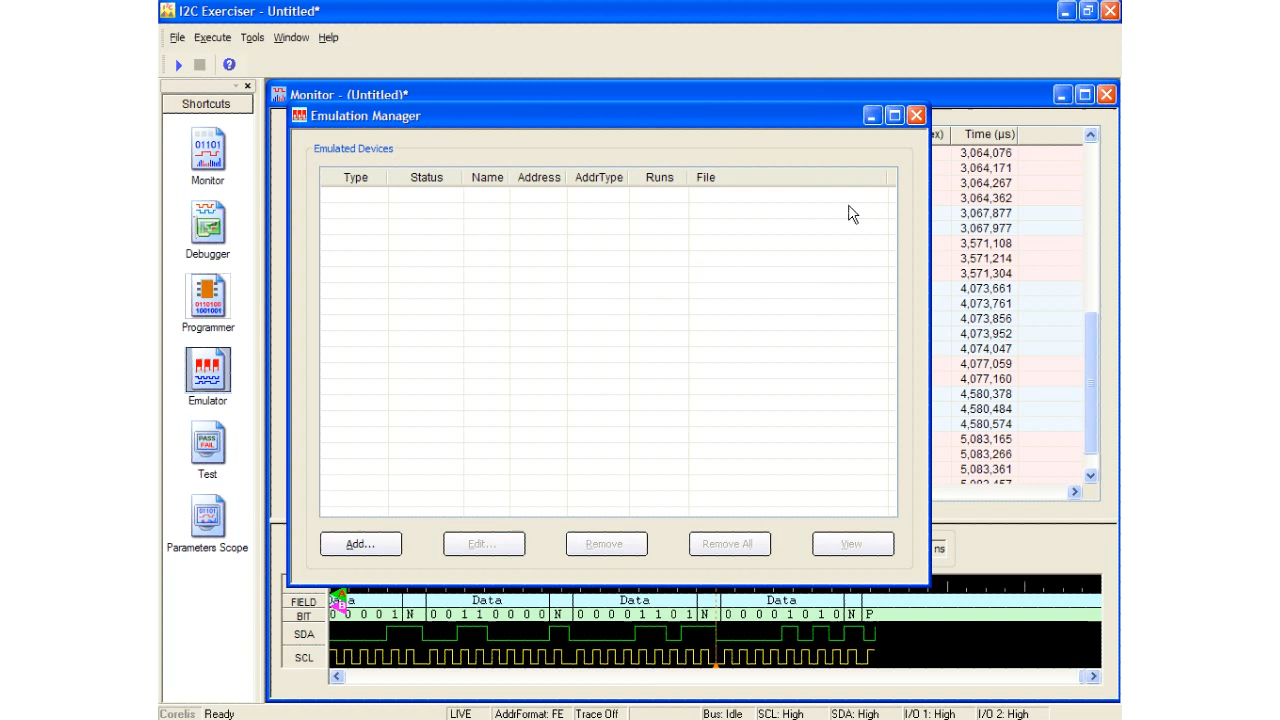 I2C Exerciser - Untitled*
File Execute Tools Window Help
Shortcuts
Monitor
Debugger
Programmer
Emulator
Test
Parameters Scope
Monitor - (Untitled)*
Emulation Manager
Emulated Devices
Type Status Name Address AddrType Runs File
Add... Edit... Remove Remove All View
Time (µs)
3,064,076
3,064,171
3,064,267
3,064,362
3,067,877
3,067,977
3,571,108
3,571,214
3,571,304
4,073,661
4,073,761
4,073,856
4,073,952
4,074,047
4,077,059
4,077,160
4,580,378
4,580,484
4,580,574
5,083,165
5,083,266
5,083,361
5,083,457
ns
FIELD Data Data Data
BIT 0 0 0 0 1 N 0 0 1 1 0 0 0 0 N 0 0 0 0 1 1 0 1 N 0 0 0 0 1 0 1 0 N P
SDA
SCL
Corelis Ready LIVE AddrFormat: FE Trace Off Bus: Idle SCL: High SDA: High I/O 1: High I/O 2: High